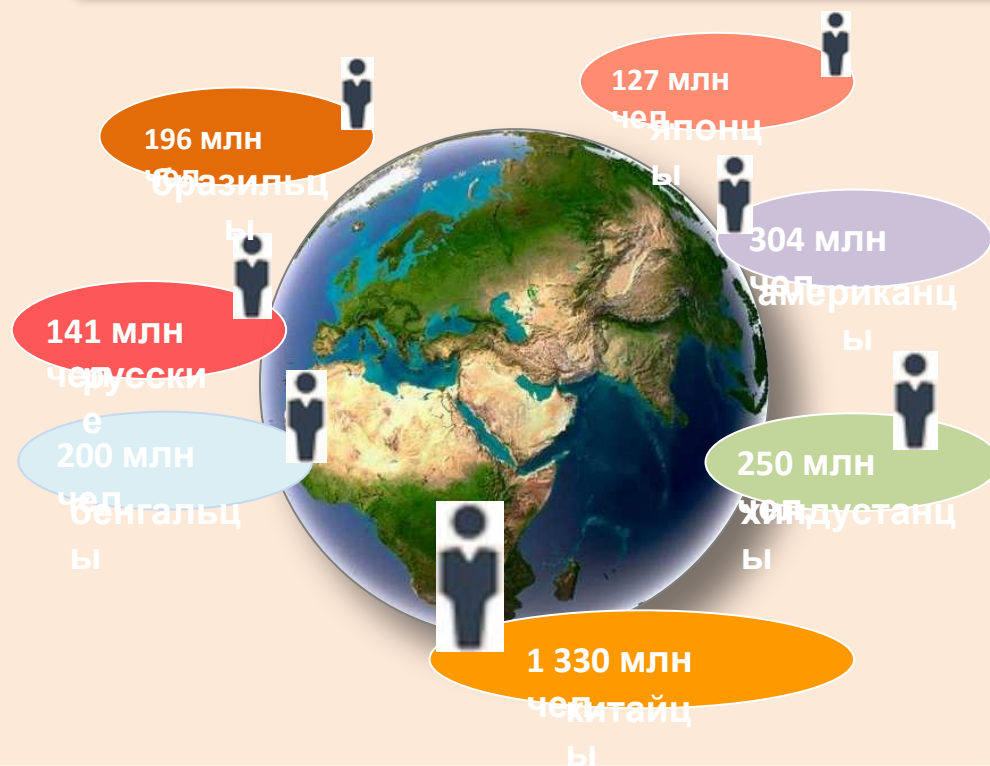 127 млн
чел.
японц
ы
196 млн
чел.
бразильц
ы
304 млн
чел.
американц
ы
141 млн
чел.
русски
е
200 млн
чел.
бенгальц
ы
250 млн
чел.
хиндустанц
ы
1 330 млн
чел.
китайц
ы